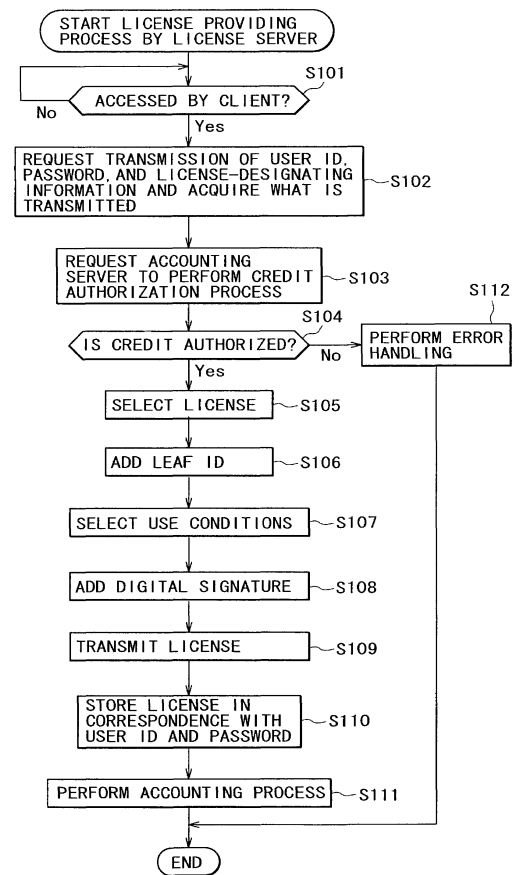 START LICENSE PROVIDING
PROCESS BY LICENSE SERVER
S101
ACCESSED BY CLIENT?
No
Yes
REQUEST TRANSMISSION OF USER ID,
PASSWORD, AND LICENSE-DESIGNATING
INFORMATION AND ACQUIRE WHAT IS
TRANSMITTED
S102
REQUEST ACCOUNTING
SERVER TO PERFORM CREDIT
AUTHORIZATION PROCESS
S103
S104
IS CREDIT AUTHORIZED?
No
Yes
S112
PERFORM ERROR
HANDLING
SELECT LICENSE
S105
ADD LEAF ID
S106
SELECT USE CONDITIONS
S107
ADD DIGITAL SIGNATURE
S108
TRANSMIT LICENSE
S109
STORE LICENSE IN
CORRESPONDENCE WITH
USER ID AND PASSWORD
S110
PERFORM ACCOUNTING PROCESS
S111
END